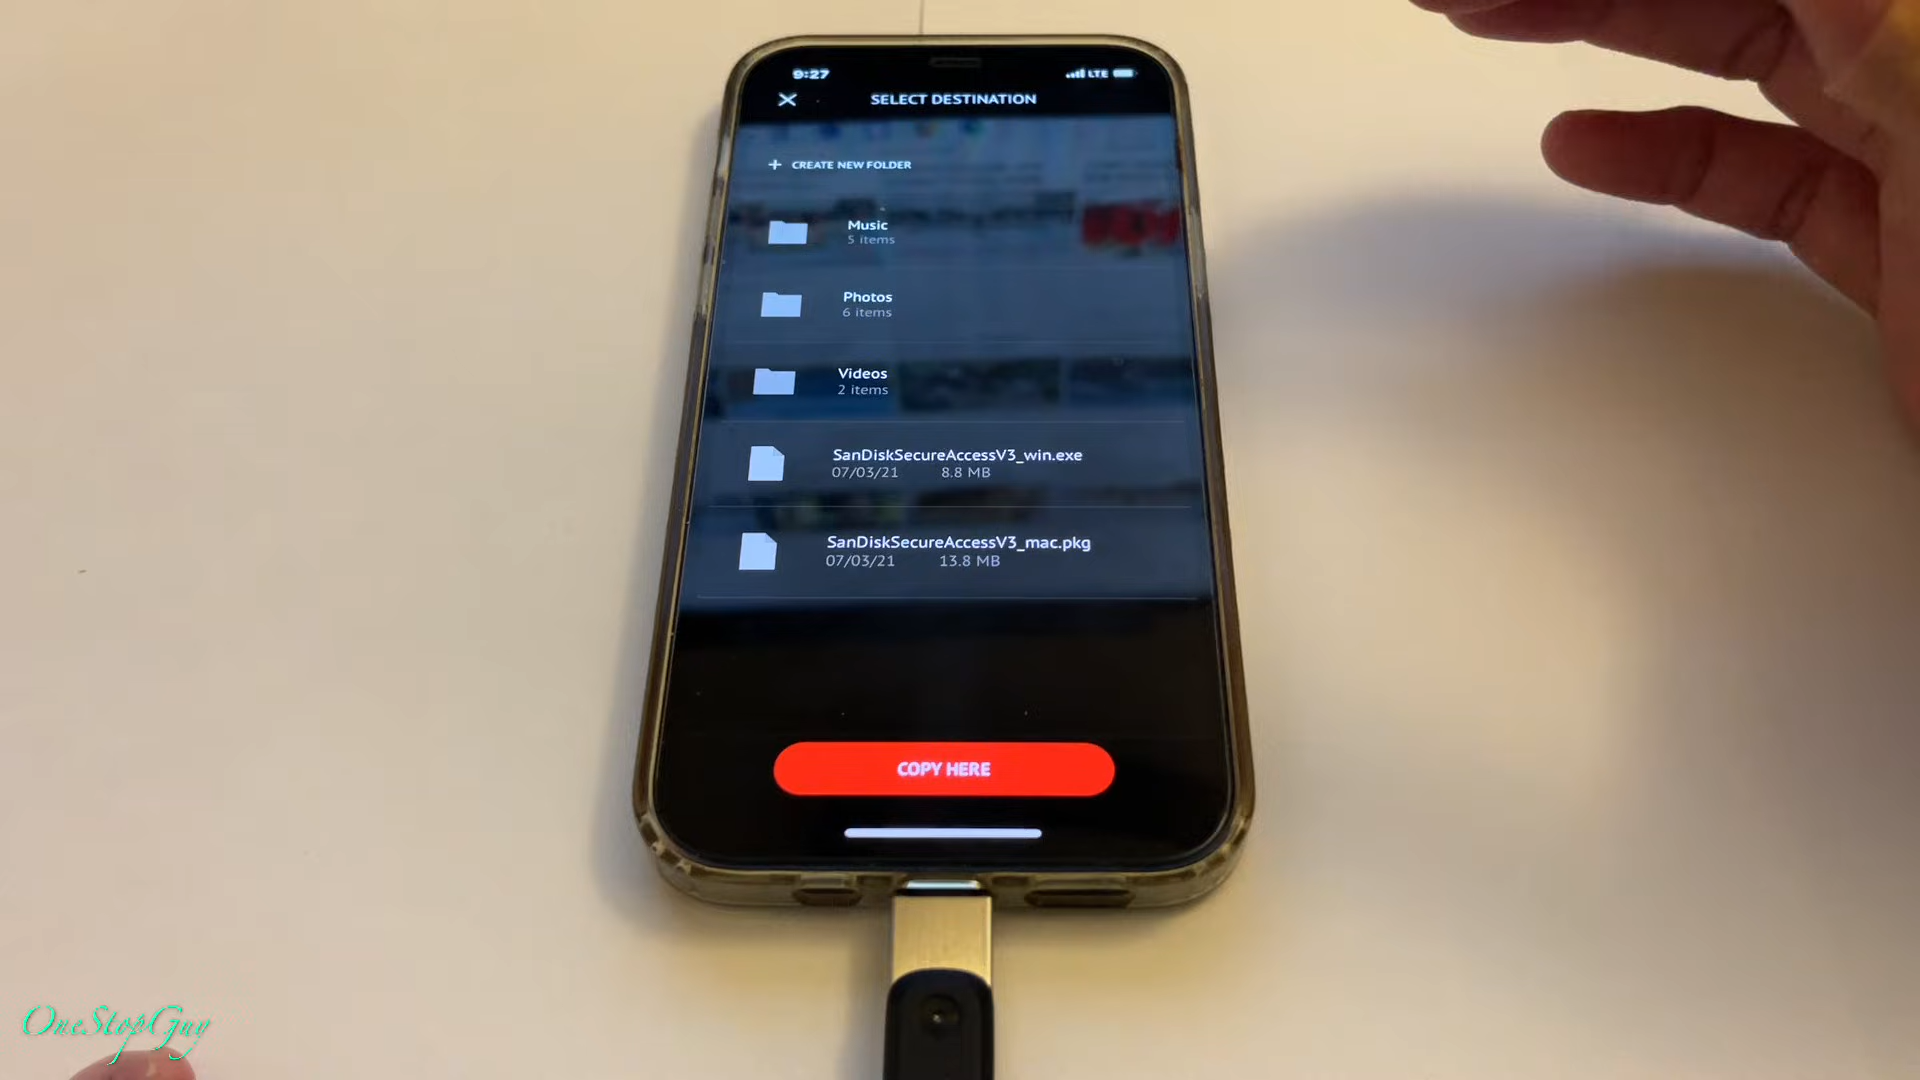 9:27
LTE
SELECT DESTINATION
CREATE NEW FOLDER
Music
5 items
Photos
6 items
Videos
2 items
SanDiskSecureAccessV3_win.exe
07/03/21 8.8 MB
SanDiskSecureAccessV3_mac.pkg
07/03/21 13.8 MB
COPY HERE
OneStopGuy